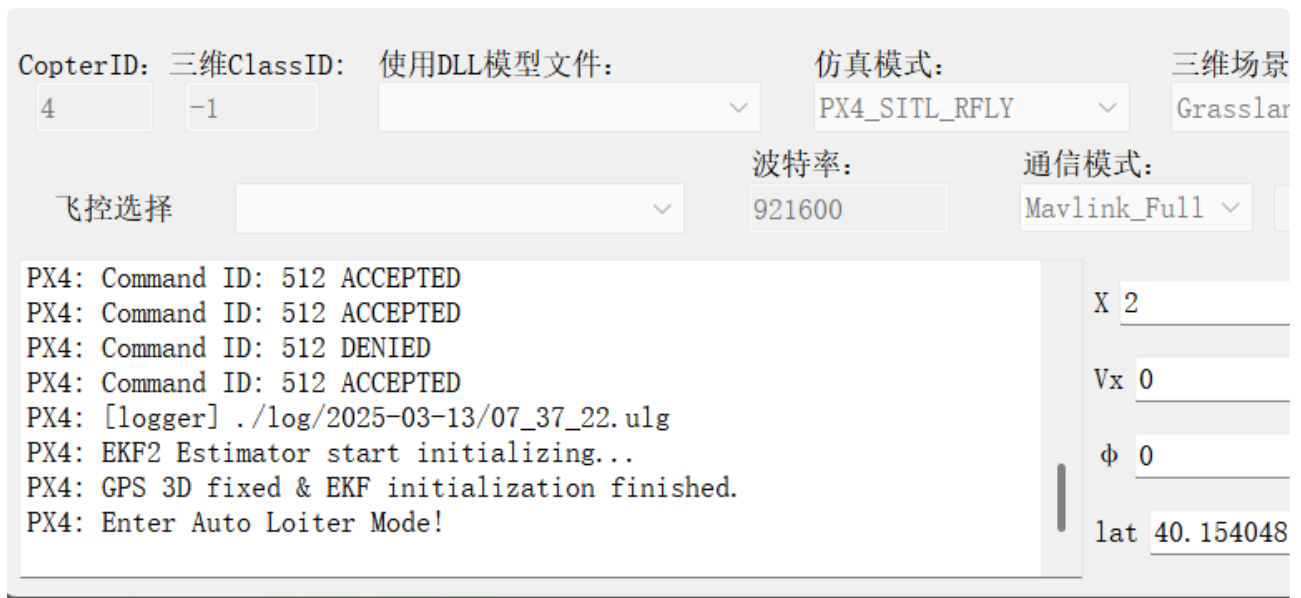 CopterID: 三维ClassID: 使用DLL模型文件: 仿真模式: 三维场景
4 -1 PX4_SITL_RFLY Grasslan
波特率: 通信模式:
飞控选择 921600 Mavlink_Full
PX4: Command ID: 512 ACCEPTED
PX4: Command ID: 512 ACCEPTED
PX4: Command ID: 512 DENIED
PX4: Command ID: 512 ACCEPTED
PX4: [logger] ./log/2025-03-13/07_37_22.ulg
PX4: EKF2 Estimator start initializing...
PX4: GPS 3D fixed & EKF initialization finished.
PX4: Enter Auto Loiter Mode!
X 2
Vx 0
ϕ 0
lat 40.154048